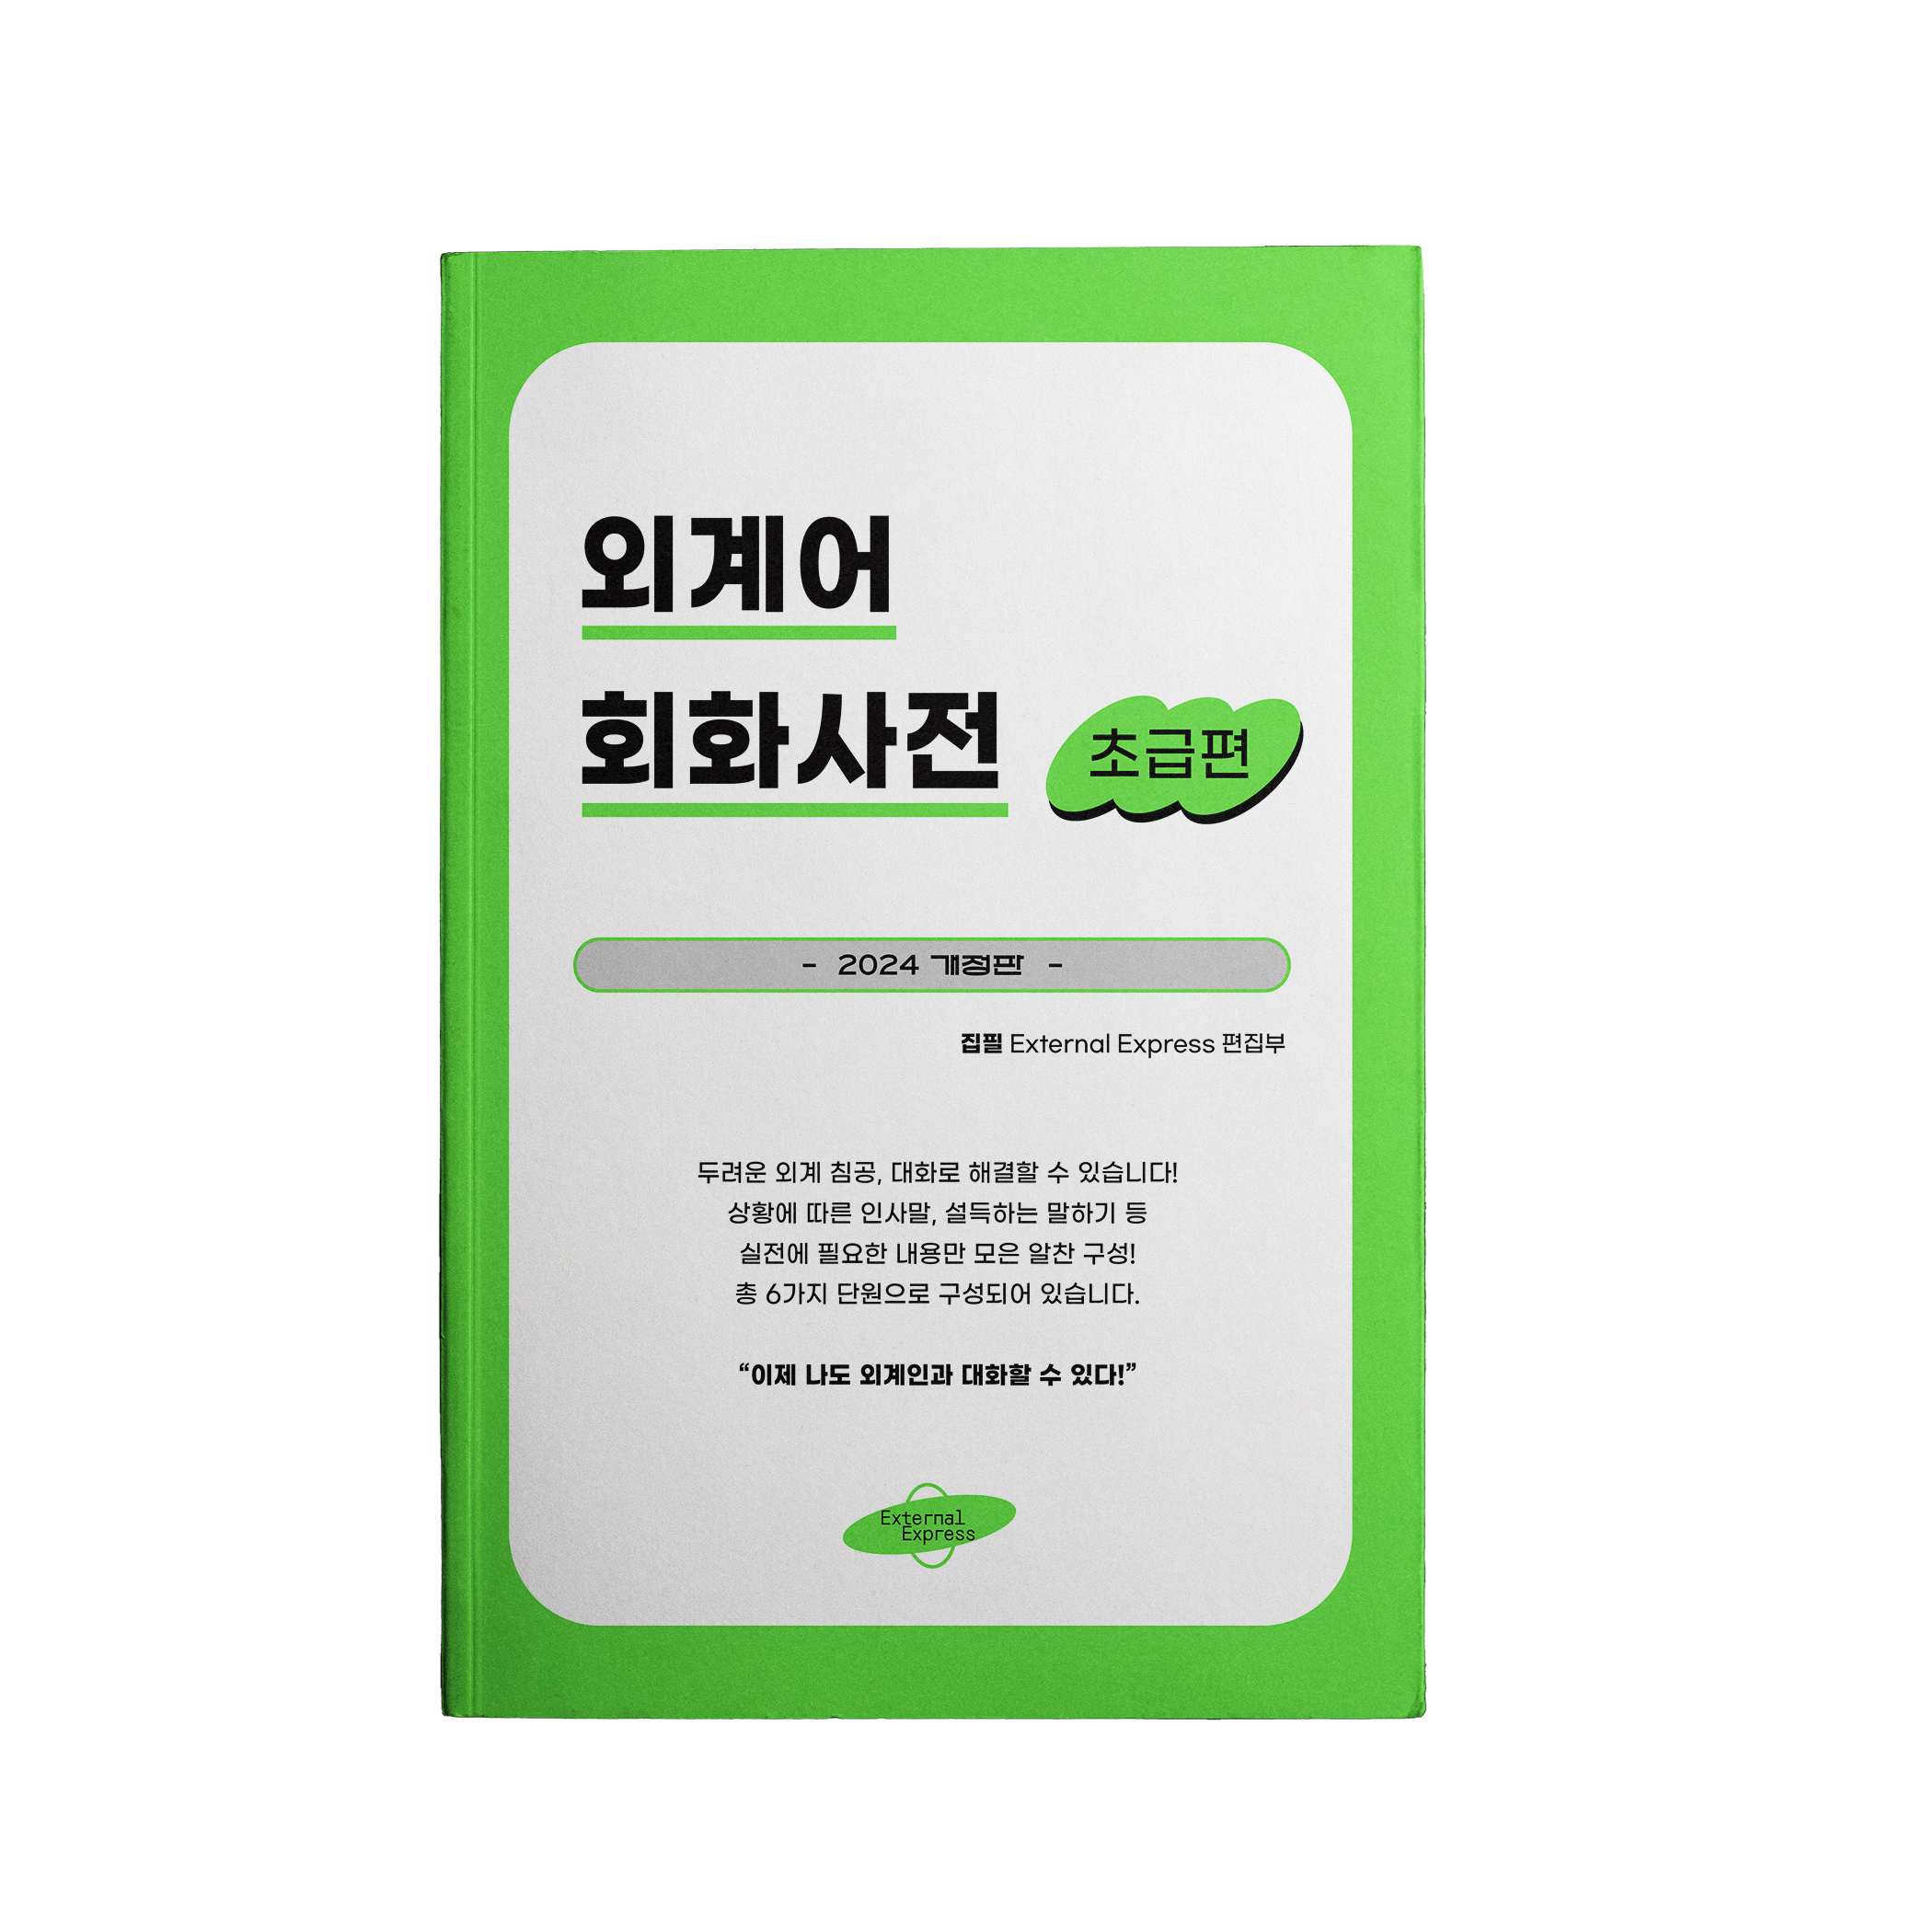 외계어
회화사전
초급편
- 2024 개정판 -
집필 External Express 편집부
두려운 외계 침공, 대화로 해결할 수 있습니다!
상황에 따른 인사말, 설득하는 말하기 등
실전에 필요한 내용만 모은 알찬 구성!
총 6가지 단원으로 구성되어 있습니다.
“이제 나도 외계인과 대화할 수 있다!”
External
Express